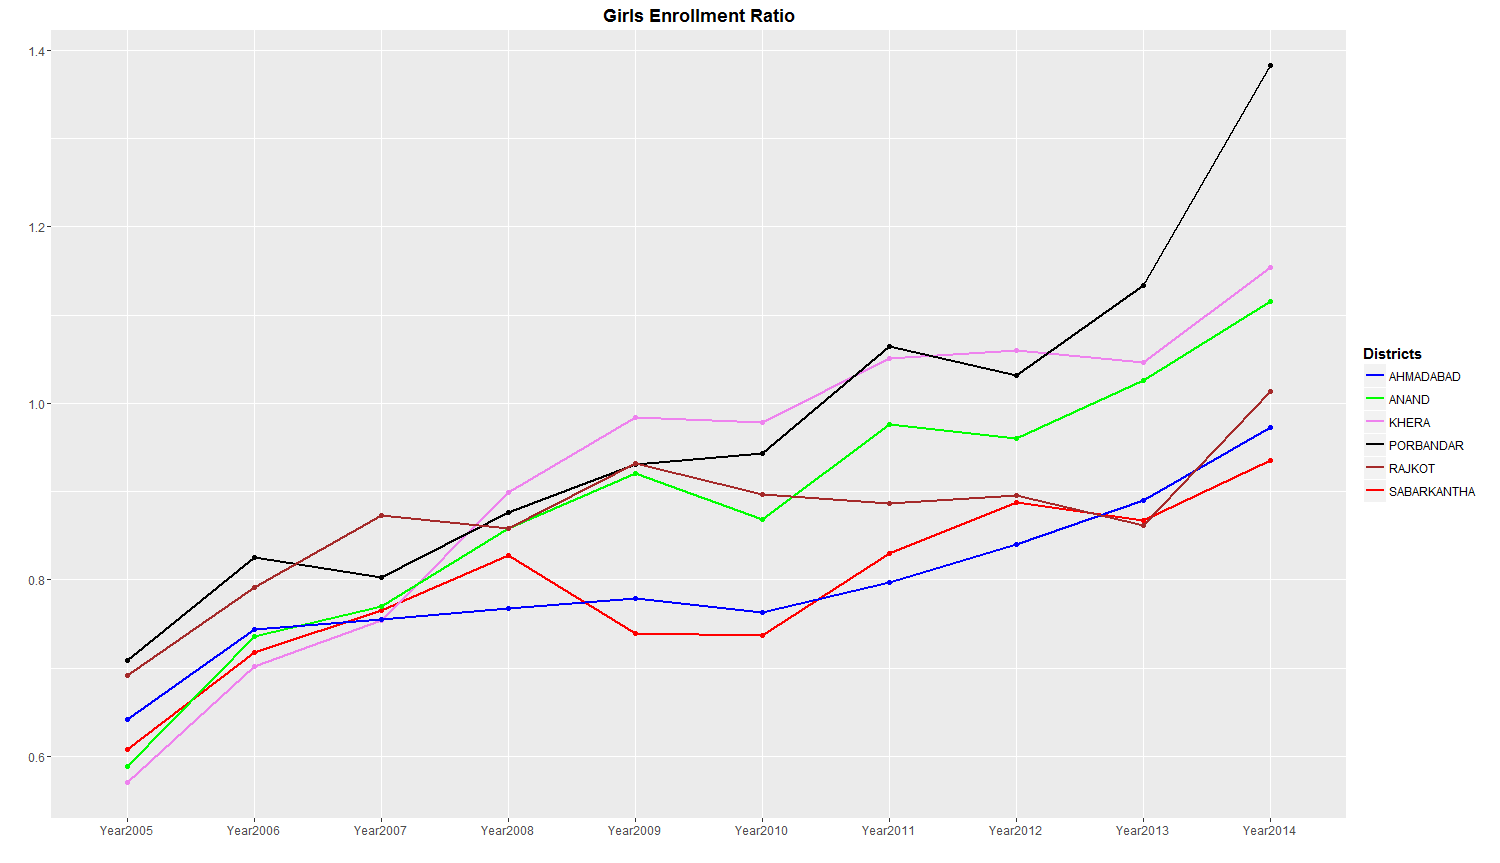 Girls Enrollment Ratio
1.4
1.2
1.0
0.8
0.6
Year2005 Year2006 Year2007 Year2008 Year2009 Year2010 Year2011 Year2012 Year2013 Year2014
Districts
AHMADABAD
ANAND
KHERA
PORBANDAR
RAJKOT
SABARKANTHA